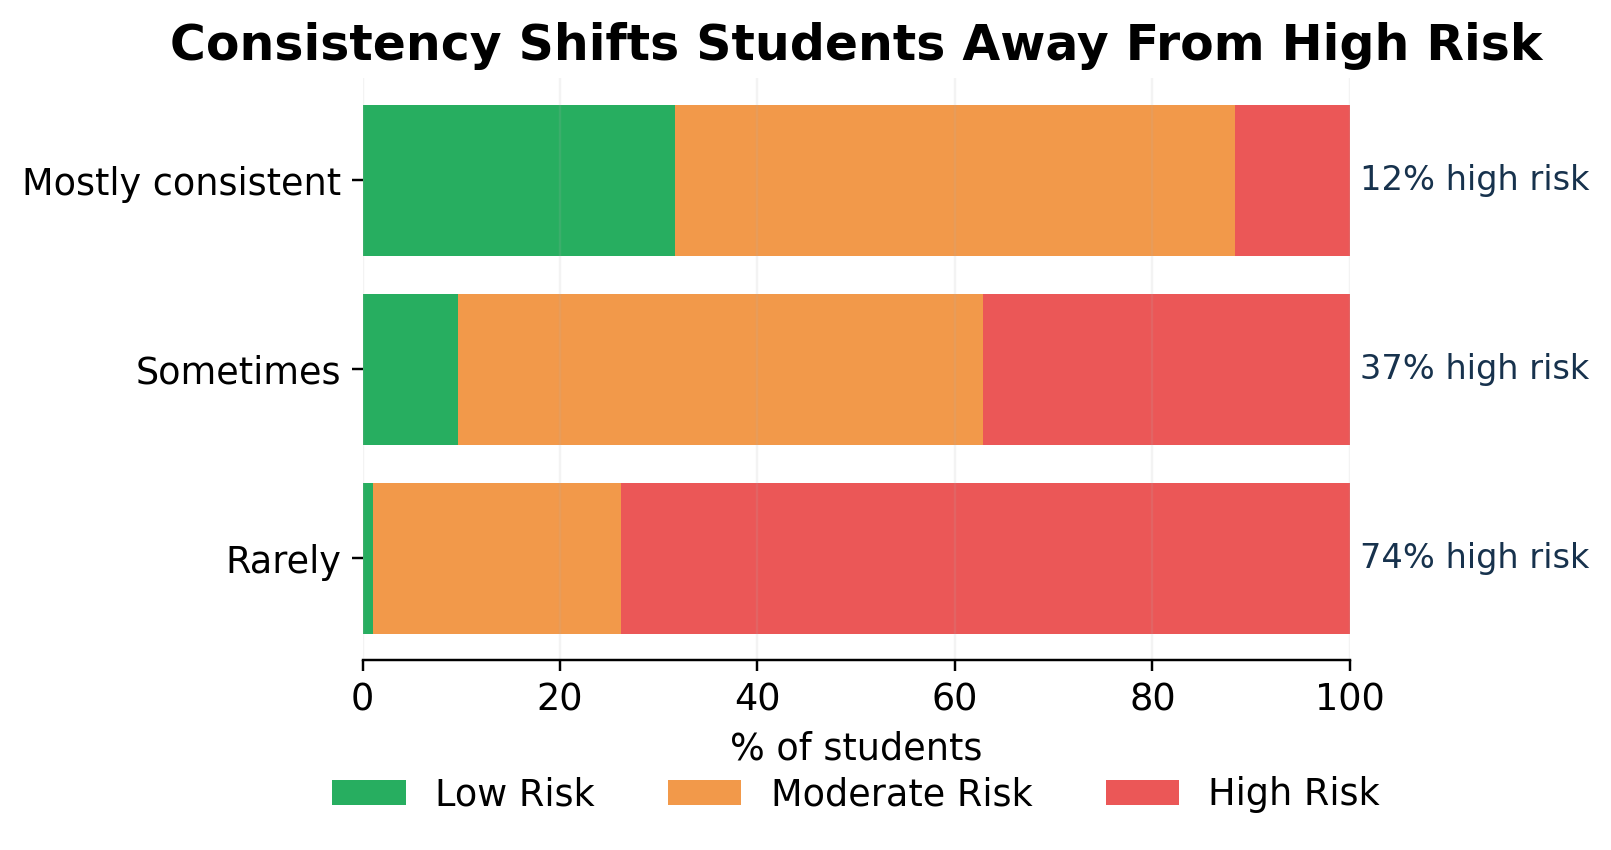 Consistency Shifts Students Away From High Risk
Mostly consistent
12% high risk
Sometimes
37% high risk
Rarely
74% high risk
0 20 40 60 80 100
% of students
Low Risk Moderate Risk High Risk